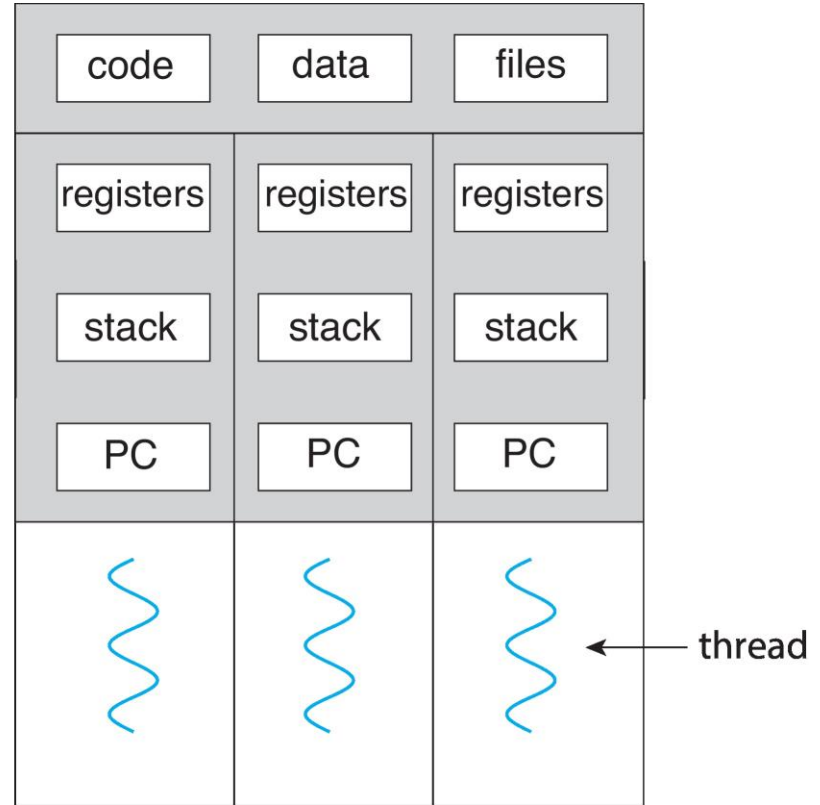 code data files
registers registers registers
stack stack stack
PC PC PC
thread